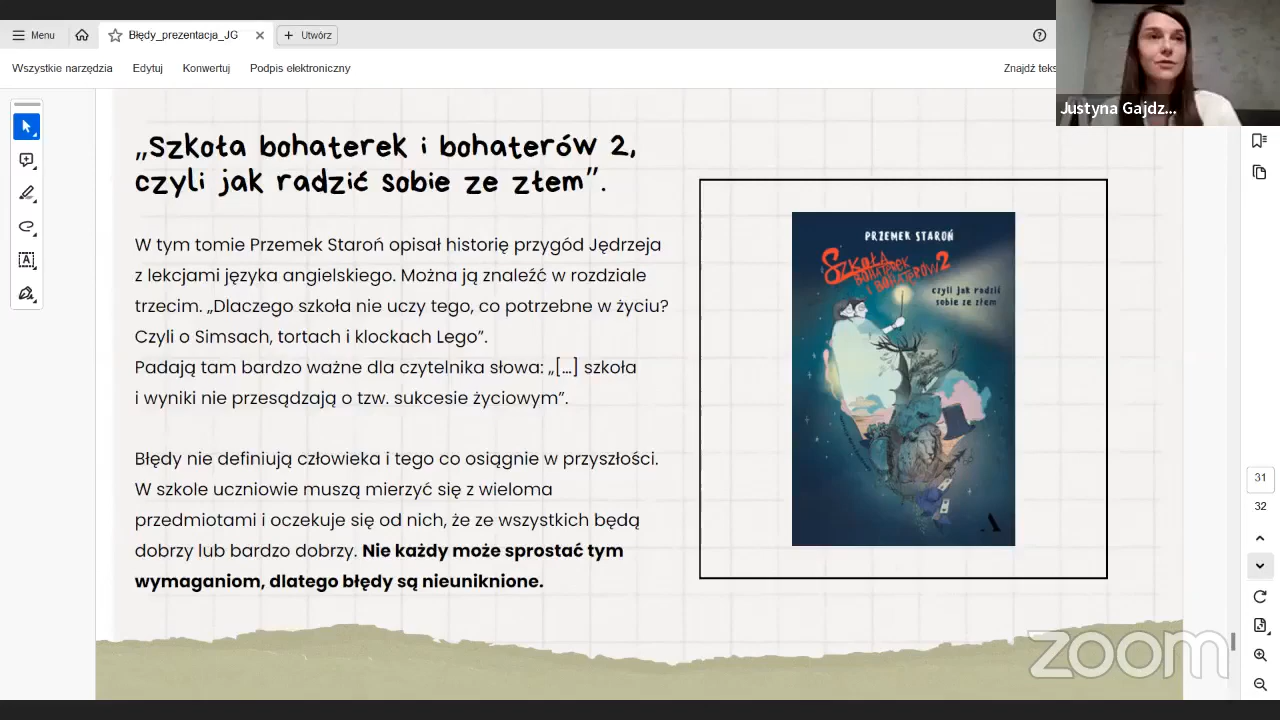 Menu
Błędy_prezentacja_JG
Utwórz
Wszystkie narzędzia
Edytuj
Konwertuj
Podpis elektroniczny
Znajdź teks
Justyna Gajdz...
„Szkoła bohaterek i bohaterów 2,
czyli jak radzić sobie ze złem”.
W tym tomie Przemek Staroń opisał historię przygód Jędrzeja
z lekcjami języka angielskiego. Można ją znaleźć w rozdziale
trzecim. „Dlaczego szkoła nie uczy tego, co potrzebne w życiu?
Czyli o Simsach, tortach i klockach Lego”.
Padają tam bardzo ważne dla czytelnika słowa: „[...] szkoła
i wyniki nie przesądzają o tzw. sukcesie życiowym”.
Błędy nie definiują człowieka i tego co osiągnie w przyszłości.
W szkole uczniowie muszą mierzyć się z wieloma
przedmiotami i oczekuje się od nich, że ze wszystkich będą
dobrzy lub bardzo dobrzy. Nie każdy może sprostać tym
wymaganiom, dlatego błędy są nieuniknione.
PRZEMEK STAROŃ
Szkoła
BOHATEREK
I BOHATERÓW 2
czyli jak radzić
sobie ze złem
31
32
zoom